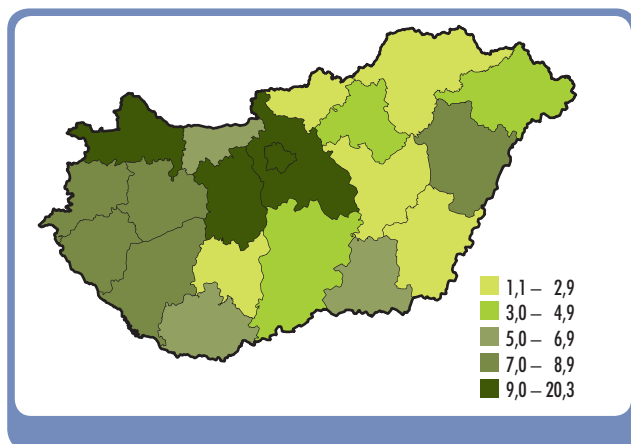 1,1 – 2,9
3,0 – 4,9
5,0 – 6,9
7,0 – 8,9
9,0 – 20,3